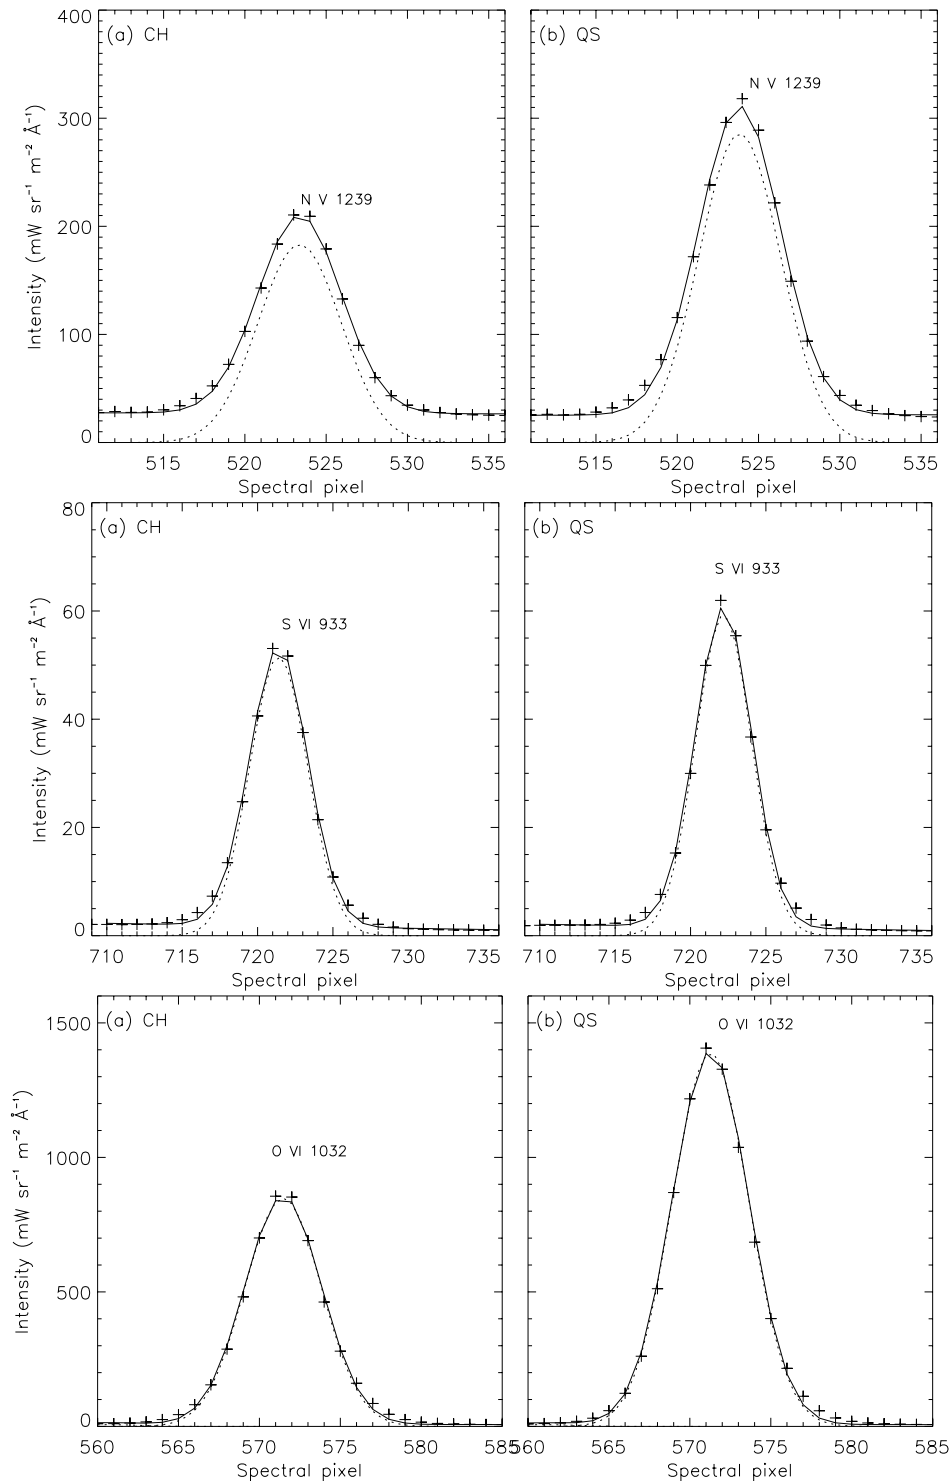 (a) CH
N V 1239
400
300
200
100
0
Intensity (mW sr⁻¹ m⁻² Å⁻¹)
515 520 525 530 535
Spectral pixel
(b) QS
N V 1239
515 520 525 530 535
Spectral pixel
(a) CH
S VI 933
80
60
40
20
0
Intensity (mW sr⁻¹ m⁻² Å⁻¹)
710 715 720 725 730 735
Spectral pixel
(b) QS
S VI 933
710 715 720 725 730 735
Spectral pixel
(a) CH
O VI 1032
1500
1000
500
0
Intensity (mW sr⁻¹ m⁻² Å⁻¹)
560 565 570 575 580 585
Spectral pixel
(b) QS
O VI 1032
560 565 570 575 580 585
Spectral pixel